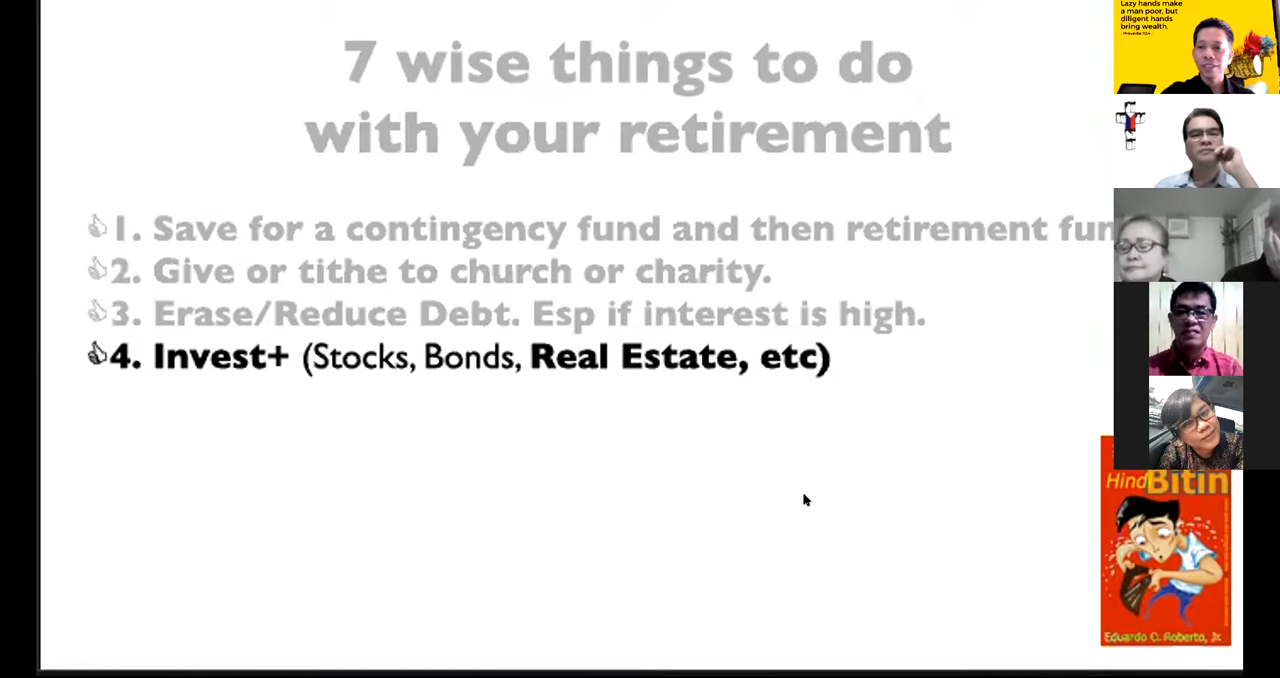 7 wise things to do
with your retirement
1. Save for a contingency fund and then retirement fun
2. Give or tithe to church or charity.
3. Erase/Reduce Debt. Esp if interest is high.
4. Invest+ (Stocks, Bonds, Real Estate, etc)
Lazy hands make
a man poor, but
diligent hands
bring wealth.
Hind Bitin
Eduardo O. Roberto, Jr.